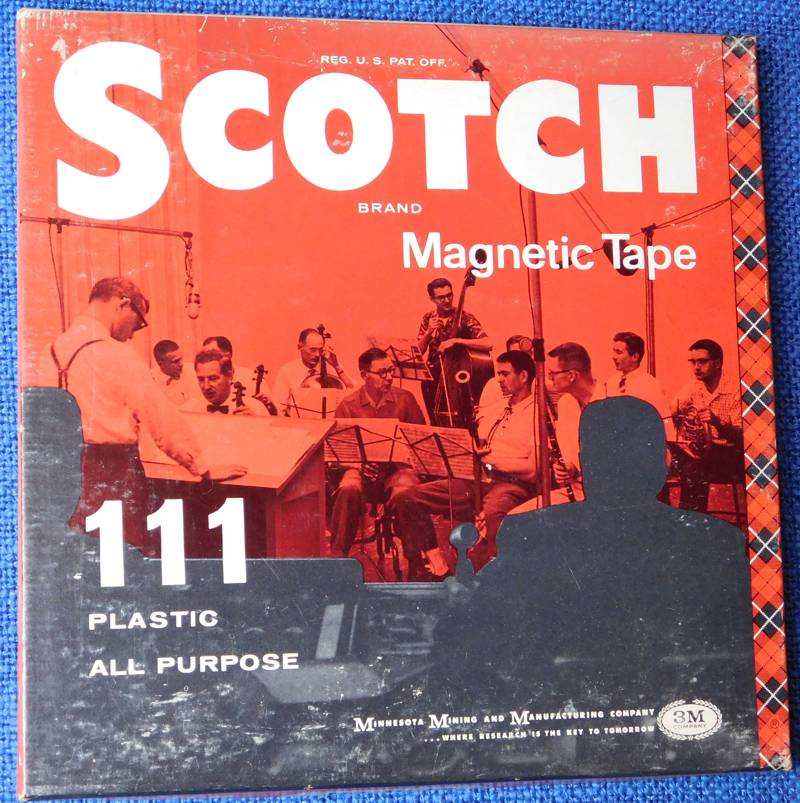 REG. U. S. PAT. OFF.
SCOTCH
BRAND
Magnetic Tape
111
PLASTIC
ALL PURPOSE
MINNESOTA MINING AND MANUFACTURING COMPANY
...WHERE RESEARCH IS THE KEY TO TOMORROW
3M
COMPANY
®